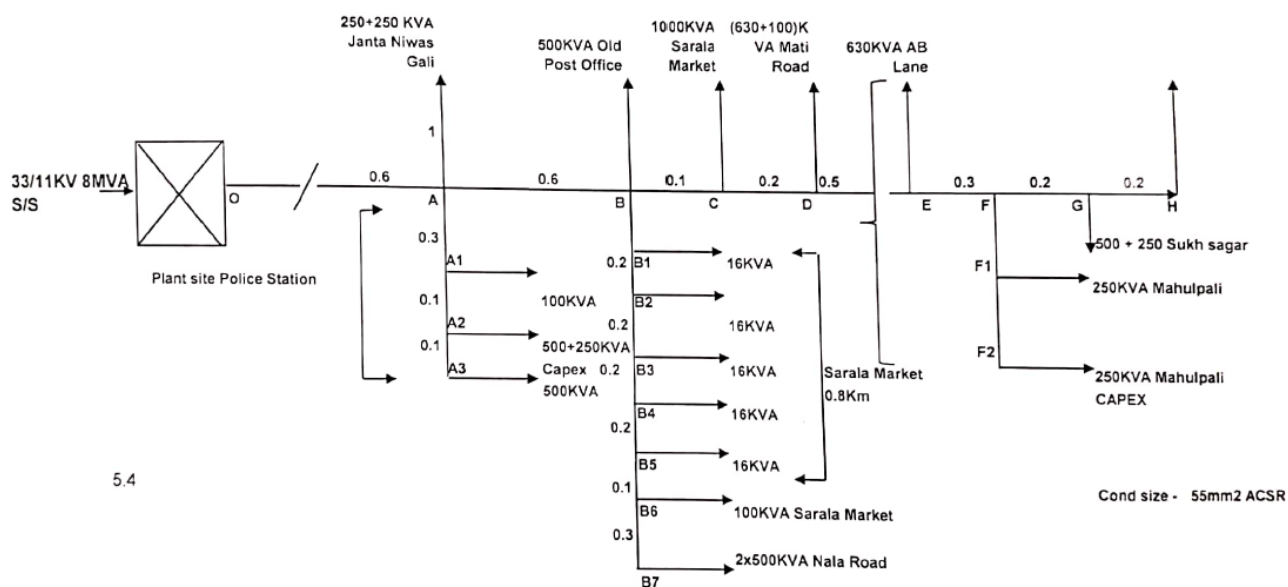 250+250 KVA
Janta Niwas
Gali
500KVA Old
Post Office
1000KVA
Sarala
Market
(630+100)K
VA Mati
Road
630KVA AB
Lane
1
33/11KV 8MVA
S/S
O
0.6
A
0.6
B
0.1
C
0.2
D
0.5
E
0.3
F
0.2
G
0.2
H
Plant site Police Station
0.3
A1
100KVA
0.1
A2
500+250KVA
Capex
0.1
A3
500KVA
0.2
B1
16KVA
B2
16KVA
0.2
0.2
B3
16KVA
B4
16KVA
0.2
B5
16KVA
0.1
B6
100KVA Sarala Market
0.3
B7
2x500KVA Nala Road
Sarala Market
0.8Km
500 + 250 Sukh sagar
F1
250KVA Mahulpali
F2
250KVA Mahulpali
CAPEX
5.4
Cond size - 55mm2 ACSR